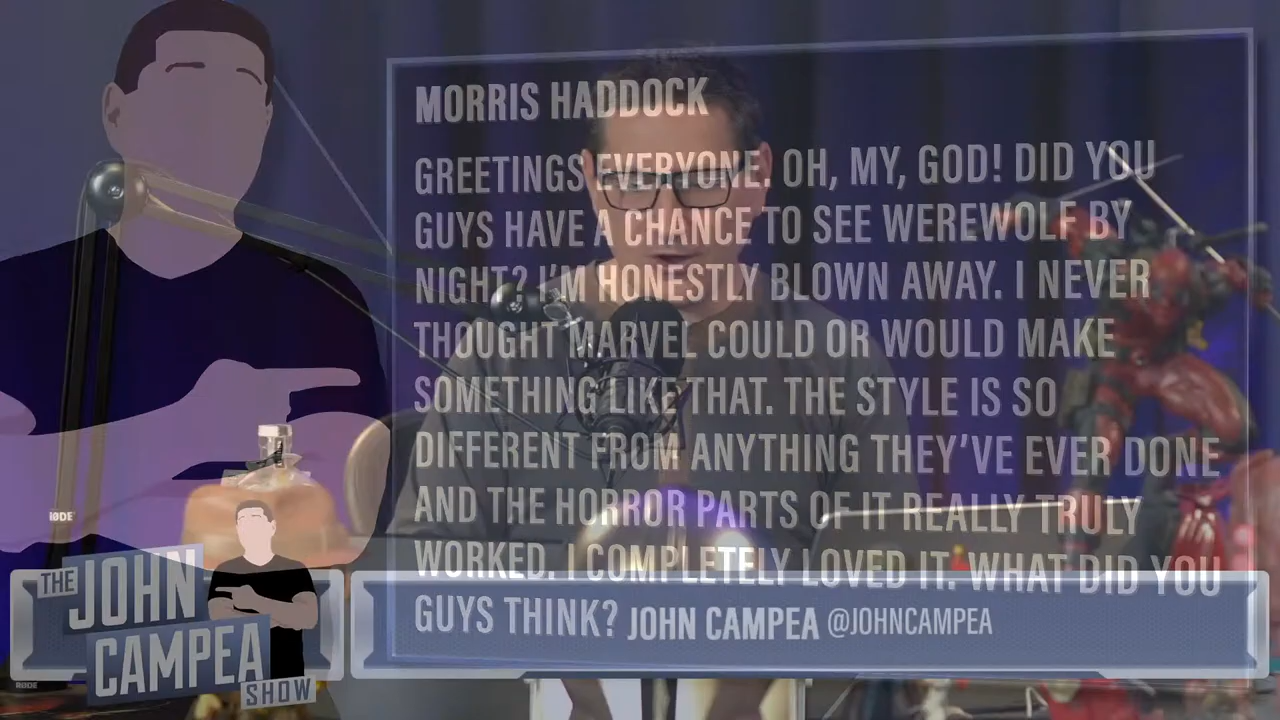 MORRIS HADDOCK
GREETINGS EVERYONE. OH, MY, GOD! DID YOU
GUYS HAVE A CHANCE TO SEE WEREWOLF BY
NIGHT? I'M HONESTLY BLOWN AWAY. I NEVER
THOUGHT MARVEL COULD OR WOULD MAKE
SOMETHING LIKE THAT. THE STYLE IS SO
DIFFERENT FROM ANYTHING THEY'VE EVER DONE
AND THE HORROR PARTS OF IT REALLY TRULY
WORKED. I COMPLETELY LOVED IT. WHAT DID YOU
GUYS THINK?
JOHN CAMPEA @JOHNCAMPEA
THE
JOHN
CAMPEA
SHOW
RØDE
RØDE